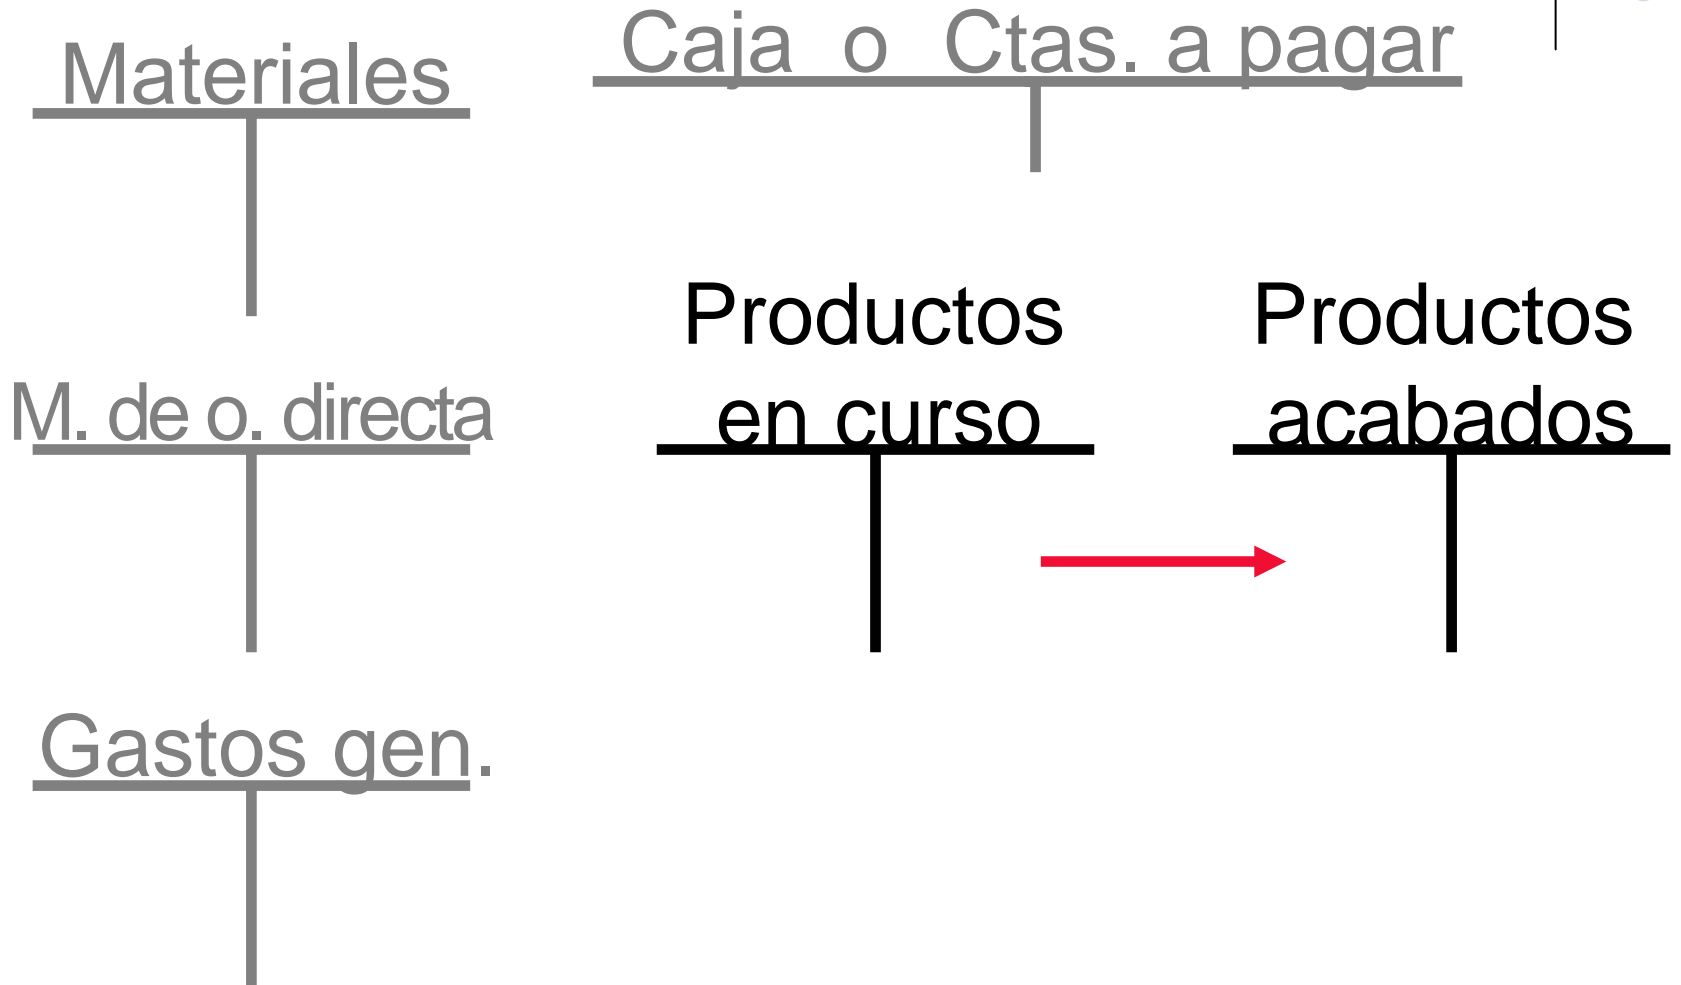 Materiales
Caja o Ctas. a pagar
Productos
en curso
Productos
acabados
M. de o. directa
Gastos gen.